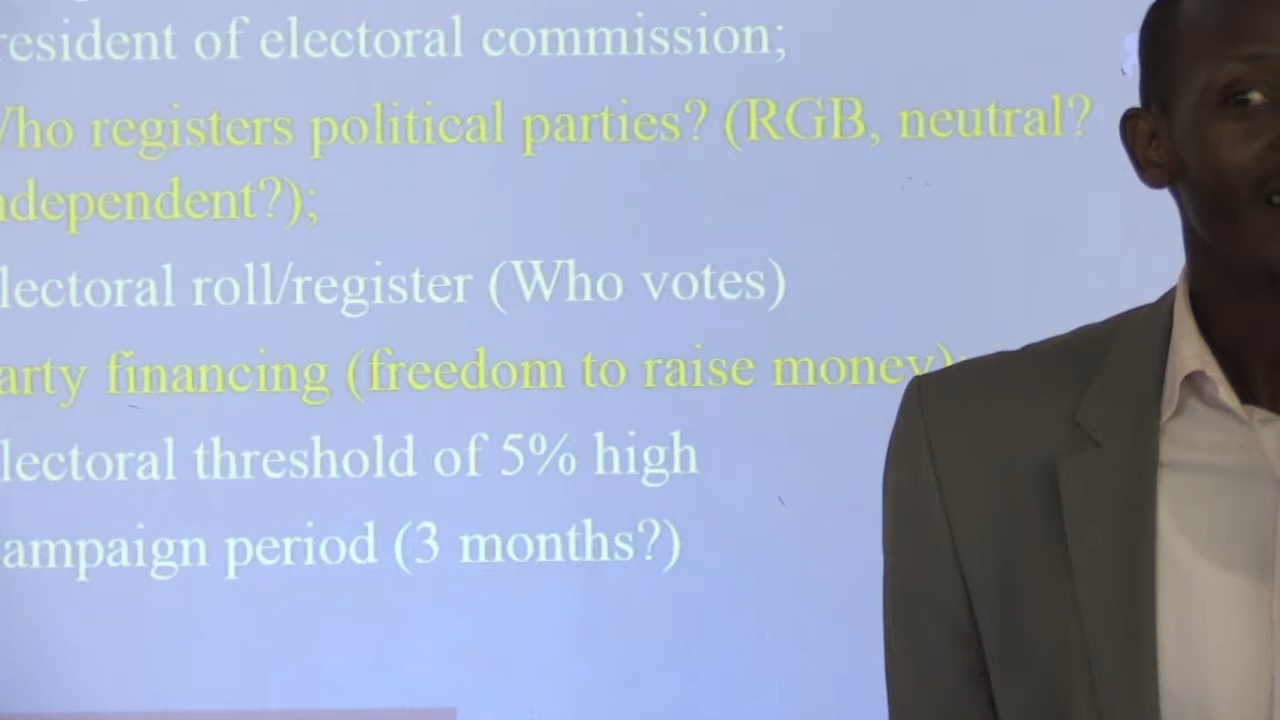 resident of electoral commission;
Who registers political parties? (RGB, neutral?
ndependent?);
lectoral roll/register (Who votes)
arty financing (freedom to raise money);
lectoral threshold of 5% high
ampaign period (3 months?)